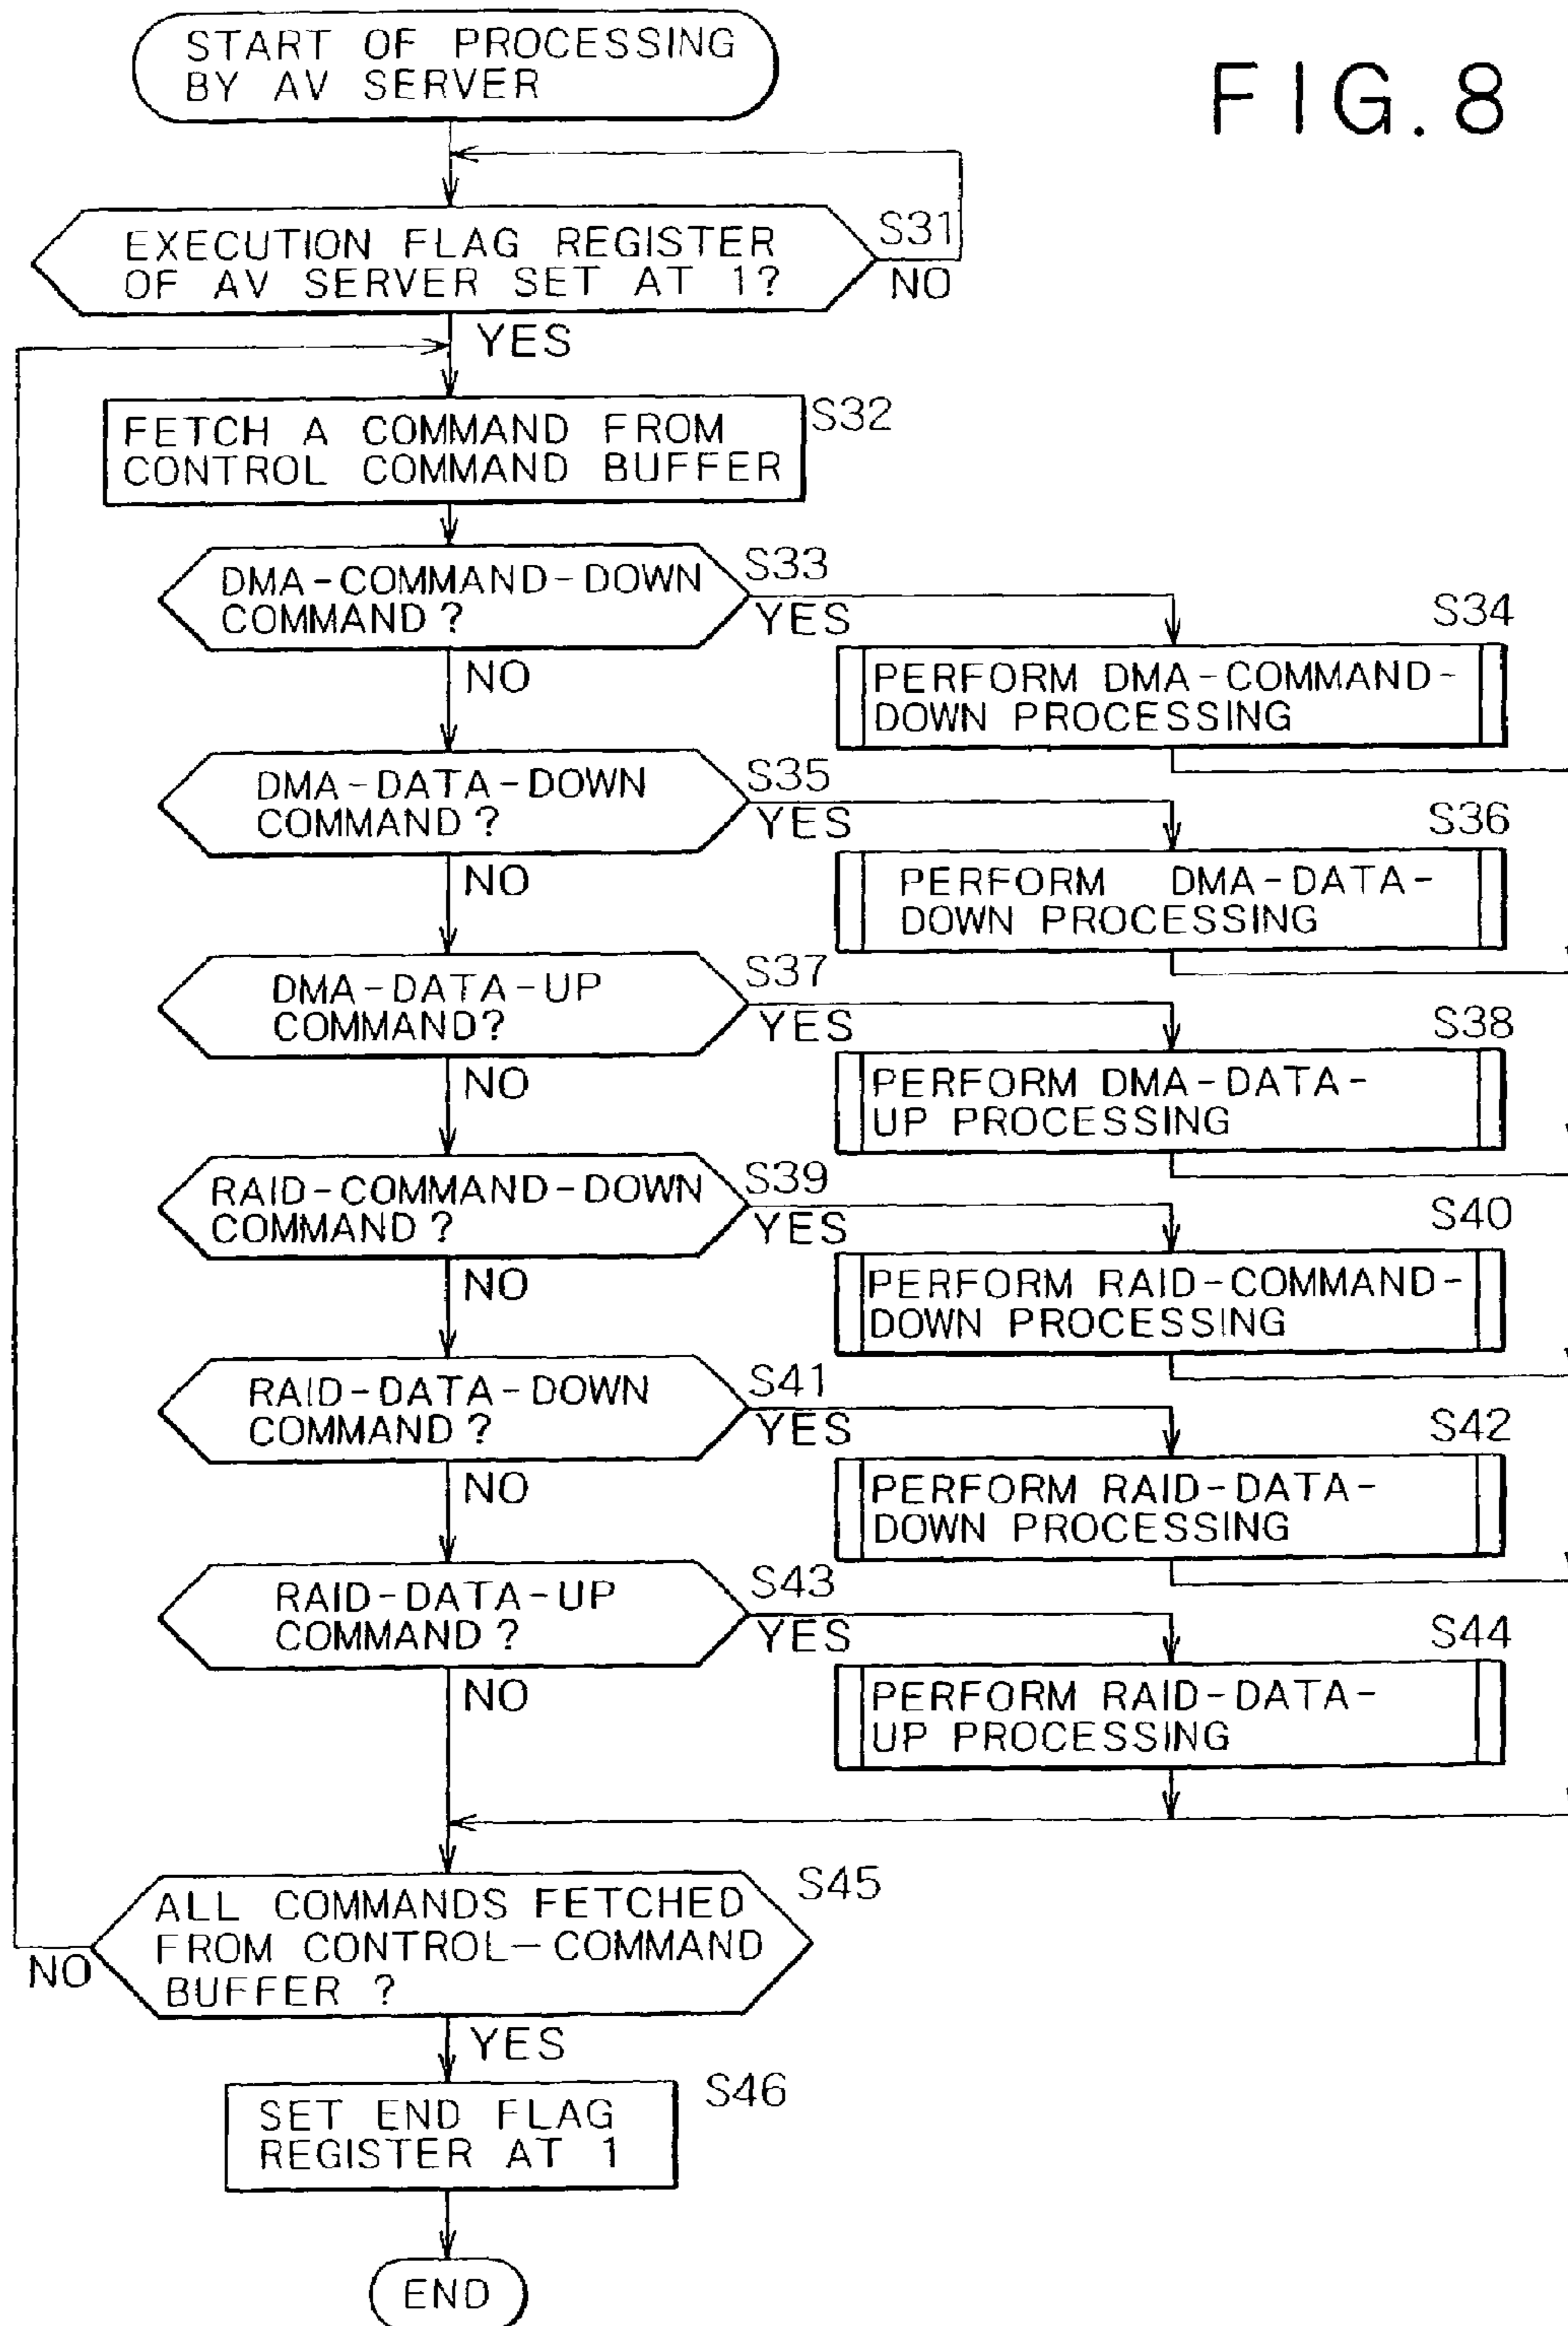 START OF PROCESSING
BY AV SERVER
FIG. 8
EXECUTION FLAG REGISTER
OF AV SERVER SET AT 1?
S31
NO
YES
FETCH A COMMAND FROM
CONTROL COMMAND BUFFER
S32
DMA-COMMAND-DOWN
COMMAND?
S33
YES
NO
S34
PERFORM DMA-COMMAND-
DOWN PROCESSING
DMA-DATA-DOWN
COMMAND?
S35
YES
NO
S36
PERFORM DMA-DATA-
DOWN PROCESSING
DMA-DATA-UP
COMMAND?
S37
YES
NO
S38
PERFORM DMA-DATA-
UP PROCESSING
RAID-COMMAND-DOWN
COMMAND?
S39
YES
NO
S40
PERFORM RAID-COMMAND-
DOWN PROCESSING
RAID-DATA-DOWN
COMMAND?
S41
YES
NO
S42
PERFORM RAID-DATA-
DOWN PROCESSING
RAID-DATA-UP
COMMAND?
S43
YES
NO
S44
PERFORM RAID-DATA-
UP PROCESSING
ALL COMMANDS FETCHED
FROM CONTROL-COMMAND
BUFFER ?
S45
NO
YES
SET END FLAG
REGISTER AT 1
S46
END